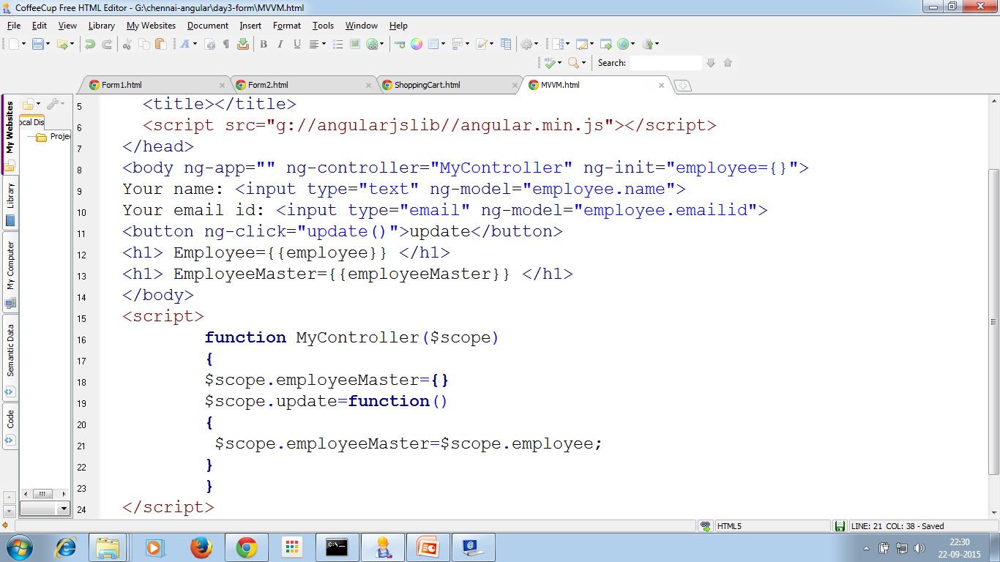 CoffeeCup Free HTML Editor - G:\chennai-angular\day3-form\MVVM.html
File Edit View Library My Websites Document Insert Format Tools Window Help
Search:
Form1.html Form2.html ShoppingCart.html MVVM.html
My Websites
Library
My Computer
Semantic Data
Code
ocal Dis
Projec
5 <title></title>
6 <script src="g://angularjslib//angular.min.js"></script>
7 </head>
8 <body ng-app="" ng-controller="MyController" ng-init="employee={}">
9 Your name: <input type="text" ng-model="employee.name">
10 Your email id: <input type="email" ng-model="employee.emailid">
11 <button ng-click="update()">update</button>
12 <h1> Employee={{employee}} </h1>
13 <h1> EmployeeMaster={{employeeMaster}} </h1>
14 </body>
15 <script>
16 function MyController($scope)
17 {
18 $scope.employeeMaster={}
19 $scope.update=function()
20 {
21 $scope.employeeMaster=$scope.employee;
22 }
23 }
24 </script>
HTML5 LINE: 21 COL: 38 - Saved
22:30
22-09-2015